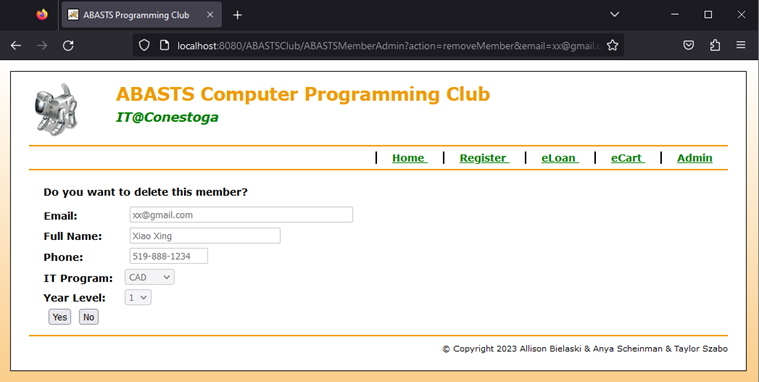 ABASTS Programming Club
localhost:8080/ABASTSClub/ABASTSMemberAdmin?action=removeMember&email=xx@gmail.c
ABASTS Computer Programming Club
IT@Conestoga
Home Register eLoan eCart Admin
Do you want to delete this member?
Email: xx@gmail.com
Full Name: Xiao Xing
Phone: 519-888-1234
IT Program: CAD
Year Level: 1
Yes No
© Copyright 2023 Allison Bielaski & Anya Scheinman & Taylor Szabo